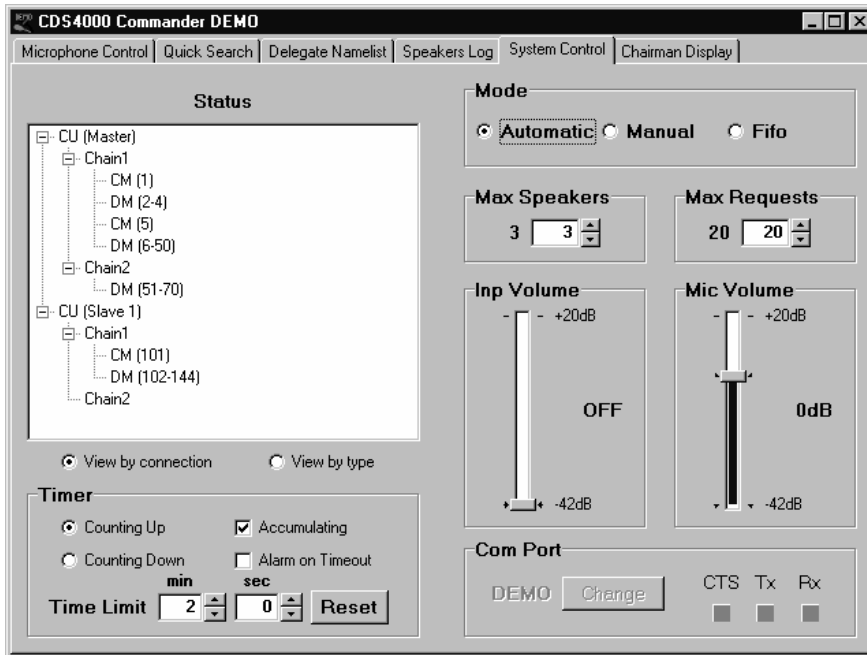 CDS4000 Commander DEMO
Microphone Control Quick Search Delegate Namelist Speakers Log System Control Chairman Display
Status
CU (Master)
Chain1
CM (1)
DM (2-4)
CM (5)
DM (6-50)
Chain2
DM (51-70)
CU (Slave 1)
Chain1
CM (101)
DM (102-144)
Chain2
View by connection View by type
Timer
Counting Up Accumulating
Counting Down Alarm on Timeout
min sec
Time Limit 2 0 Reset
Mode
Automatic Manual Fifo
Max Speakers
3 3
Max Requests
20 20
Inp Volume
+20dB
OFF
-42dB
Mic Volume
+20dB
0dB
-42dB
Com Port
DEMO Change CTS Tx Rx